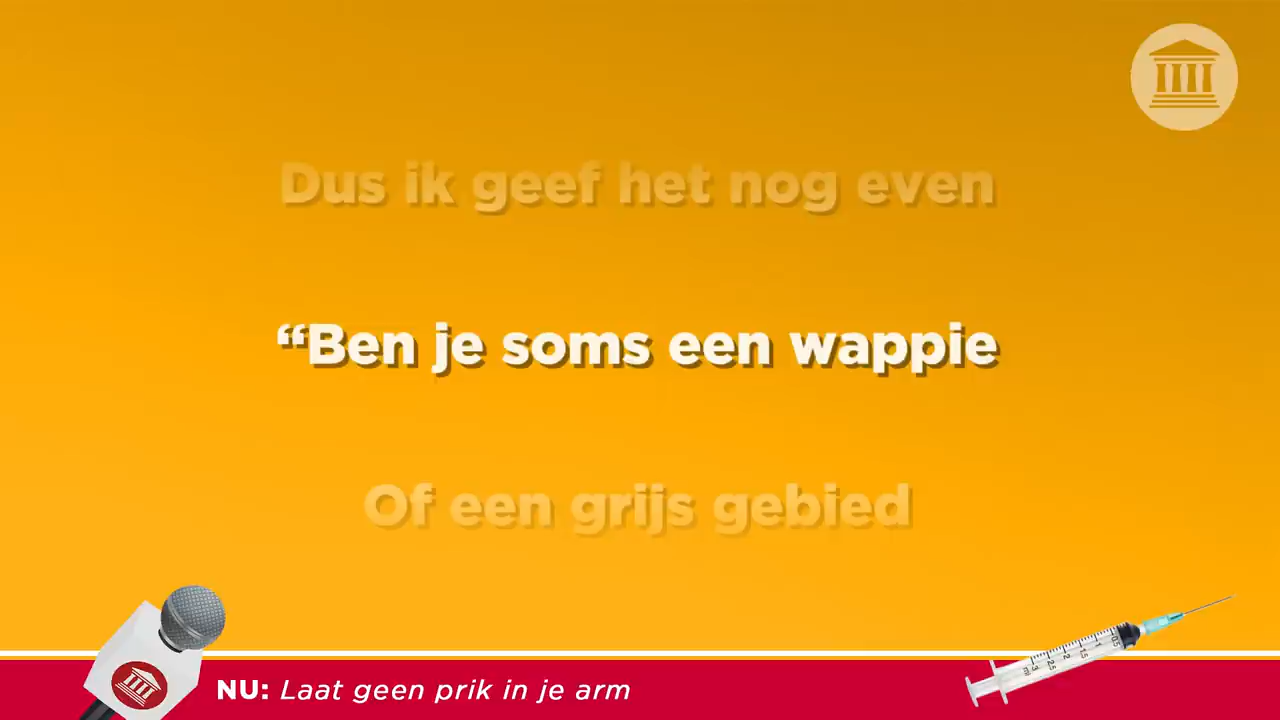 Dus ik geef het nog even
“Ben je soms een wappie
Of een grijs gebied
NU: Laat geen prik in je arm